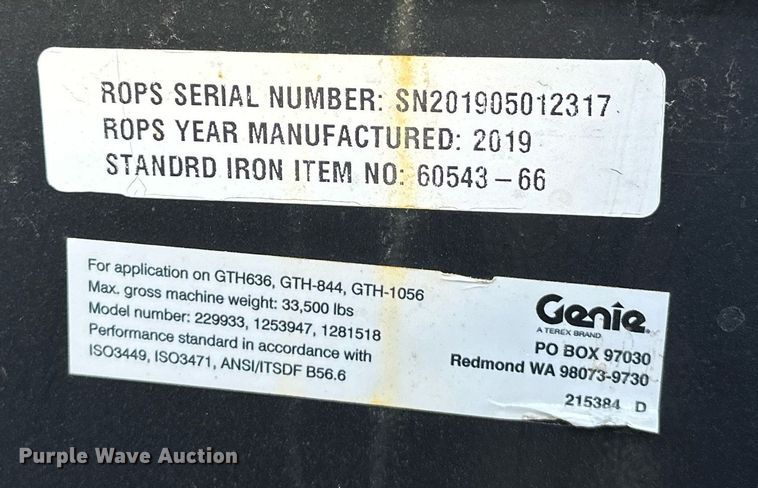 ROPS SERIAL NUMBER: SN201905012317
ROPS YEAR MANUFACTURED: 2019
STANDRD IRON ITEM NO: 60543-66
For application on GTH636, GTH-844, GTH-1056
Max. gross machine weight: 33,500 lbs
Model number: 229933, 1253947, 1281518
Performance standard in accordance with
ISO3449, ISO3471, ANSI/ITSDF B56.6
Genie
A TEREX BRAND
PO BOX 97030
Redmond WA 98073-9730
215384 D
Purple Wave Auction